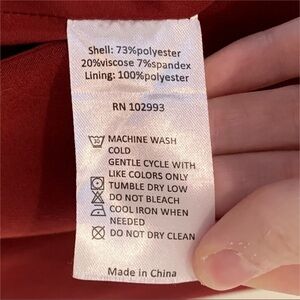 Shell: 73%polyester
20%viscose 7%spandex
Lining: 100%polyester
RN 102993
MACHINE WASH
COLD
GENTLE CYCLE WITH
LIKE COLORS ONLY
TUMBLE DRY LOW
DO NOT BLEACH
COOL IRON WHEN
NEEDED
DO NOT DRY CLEAN
Made in China